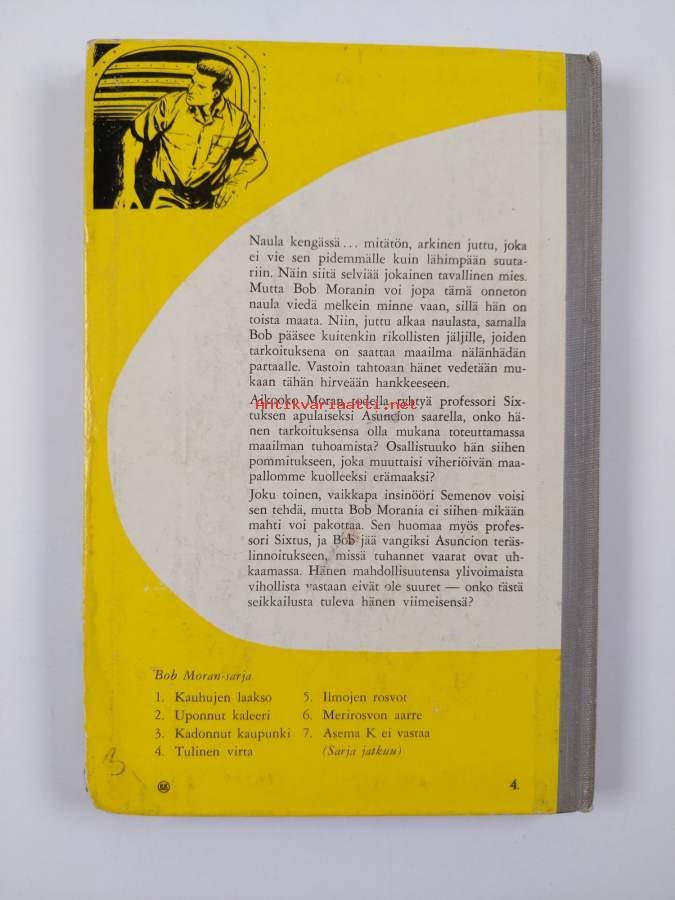 Naula kengässä... mitätön, arkinen juttu, joka
ei vie sen pidemmälle kuin lähimpään suuta-
riin. Näin siitä selviää jokainen tavallinen mies.
Mutta Bob Moranin voi jopa tämä onneton
naula viedä melkein minne vaan, sillä hän on
toista maata. Niin, juttu alkaa naulasta, samalla
Bob pääsee kuitenkin rikollisten jäljille, joiden
tarkoituksena on saattaa maailma nälänhädän
partaalle. Vastoin tahtoaan hänet vedetään mu-
kaan tähän hirveään hankkeeseen.
Aikooko Moran todella ryhtyä professori Six-
Antikvariaatti.net
tuksen apulaiseksi Asuncion saarella, onko hä-
nen tarkoituksensa olla mukana toteuttamassa
maailman tuhoamista? Osallistuuko hän siihen
pommitukseen, joka muuttaisi viheriöivän maa-
pallomme kuolleeksi erämaaksi?
Joku toinen, vaikkapa insinööri Semenov voisi
sen tehdä, mutta Bob Morania ei siihen mikään
mahti voi pakottaa. Sen huomaa myös profes-
sori Sixtus, ja Bob jää vangiksi Asuncion teräs-
linnoitukseen, missä tuhannet vaarat ovat uh-
kaamassa. Hänen mahdollisuutensa ylivoimaista
vihollista vastaan eivät ole suuret — onko tästä
seikkailusta tuleva hänen viimeisensä?
Bob Moran-sarja
1. Kauhujen laakso
2. Uponnut kaleeri
3. Kadonnut kaupunki
4. Tulinen virta
5. Ilmojen rosvot
6. Merirosvon aarre
7. Asema K ei vastaa
(Sarja jatkuu)
4.